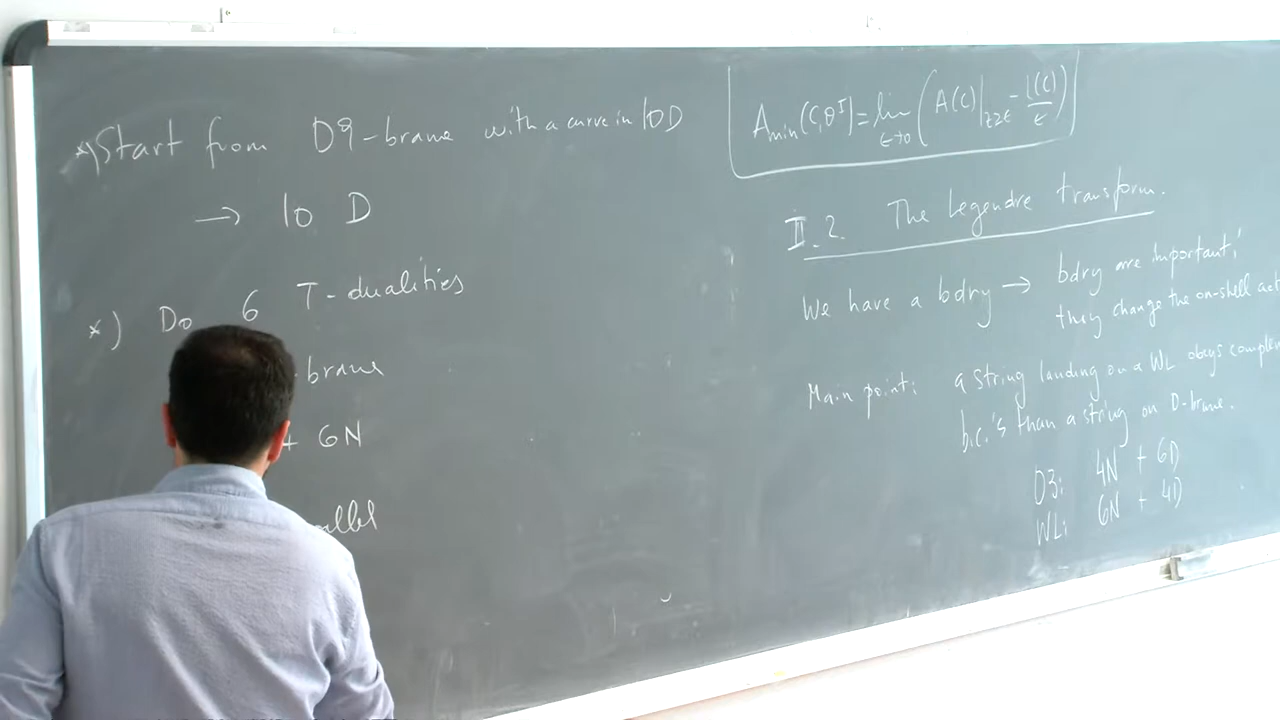 *) Start from D9-brane with a curve in 10D
→ 10 D
*) Do 6 T-dualities
-brane
+ 6N
A_min(C,θ^I]=lim_{ε→0} (A(C)|_{z≥ε} - L(C)/ε)
II.2 The Legendre transform.
We have a bdry → bdry are important;
they change the on-shell act
Main point: a string landing on a WL obeys complem
b.c.'s than a string on D-brane.
D3: 4N + 6D
WL: 6N + 4D